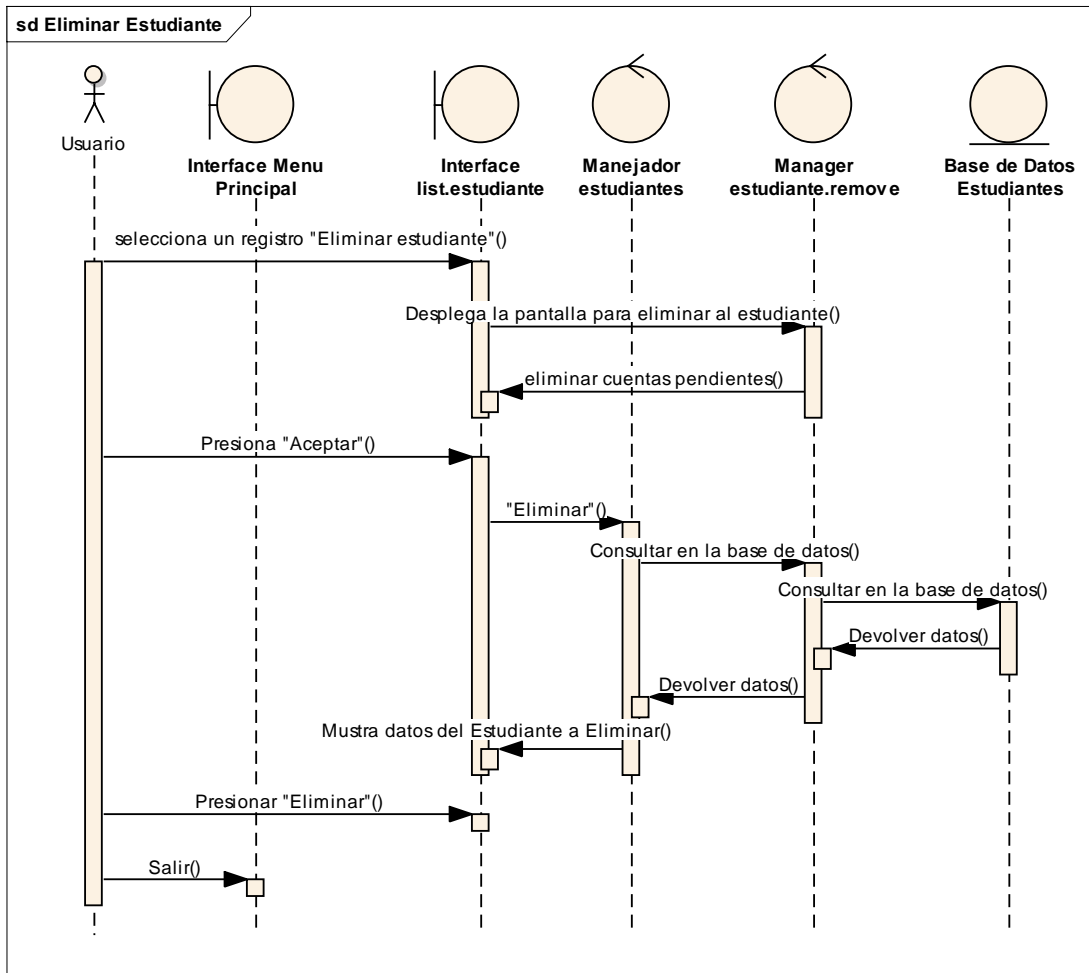 sd Eliminar Estudiante
Usuario
Interface Menu
Principal
Interface
list.estudiante
Manejador
estudiantes
Manager
estudiante.remove
Base de Datos
Estudiantes
selecciona un registro "Eliminar estudiante"()
Desplega la pantalla para eliminar al estudiante()
eliminar cuentas pendientes()
Presiona "Aceptar"()
"Eliminar"()
Consultar en la base de datos()
Consultar en la base de datos()
Devolver datos()
Devolver datos()
Mustra datos del Estudiante a Eliminar()
Presionar "Eliminar"()
Salir()